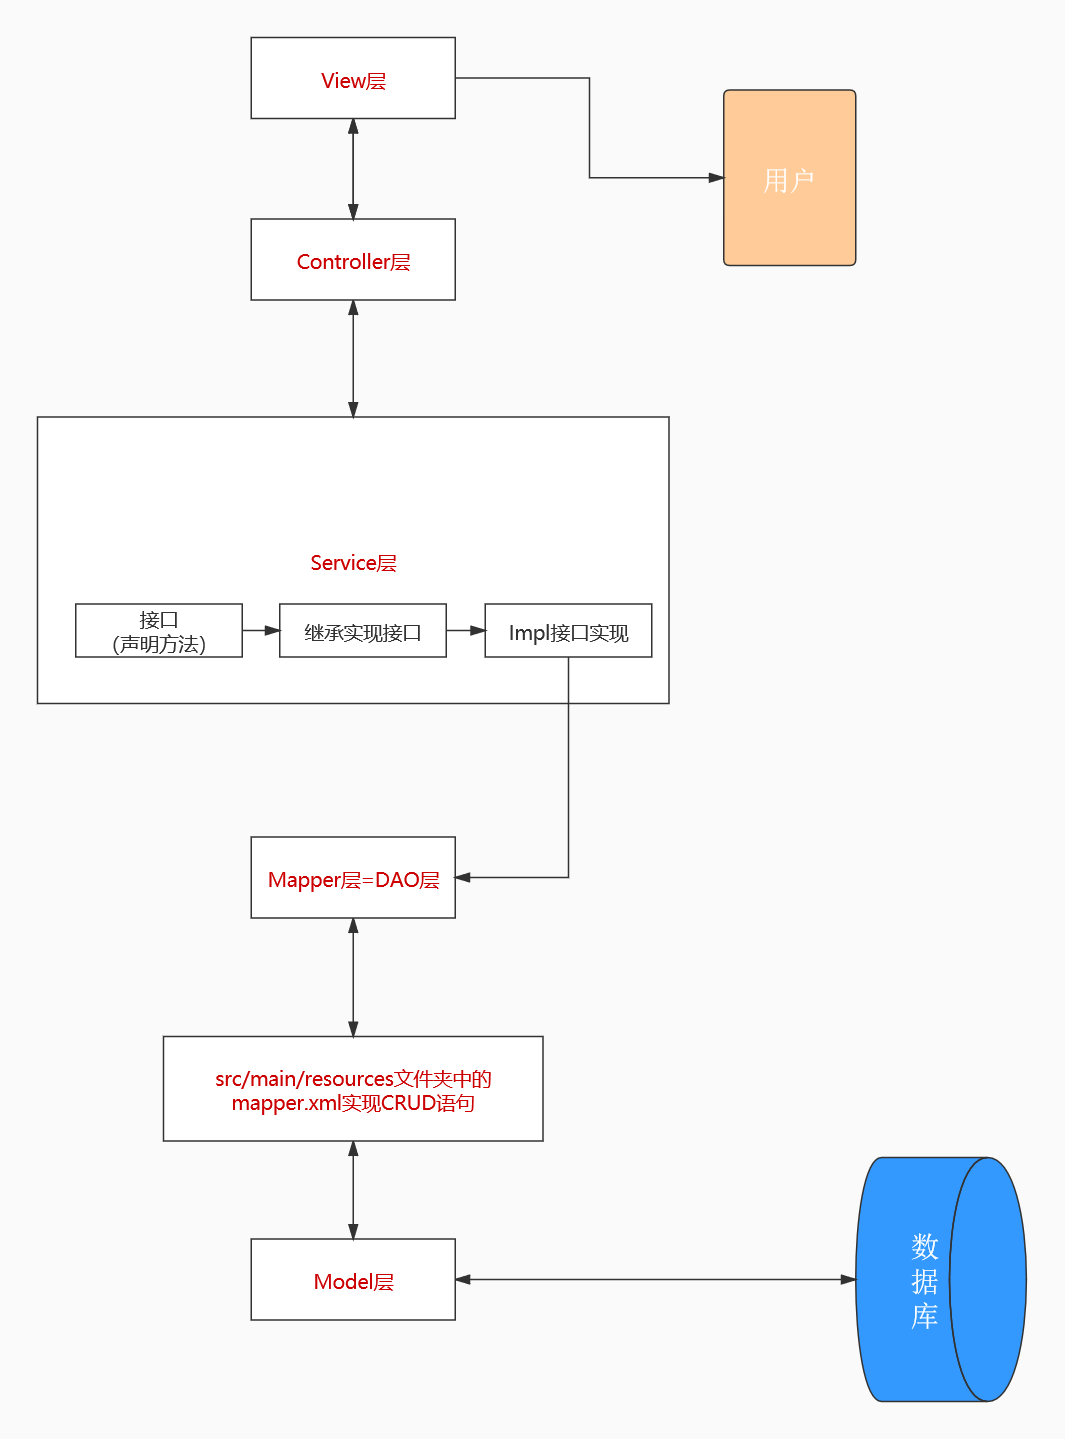 View层
用户
Controller层
Service层
接口
(声明方法)
继承实现接口
Impl接口实现
Mapper层=DAO层
src/main/resources文件夹中的
mapper.xml实现CRUD语句
Model层
数
据
库